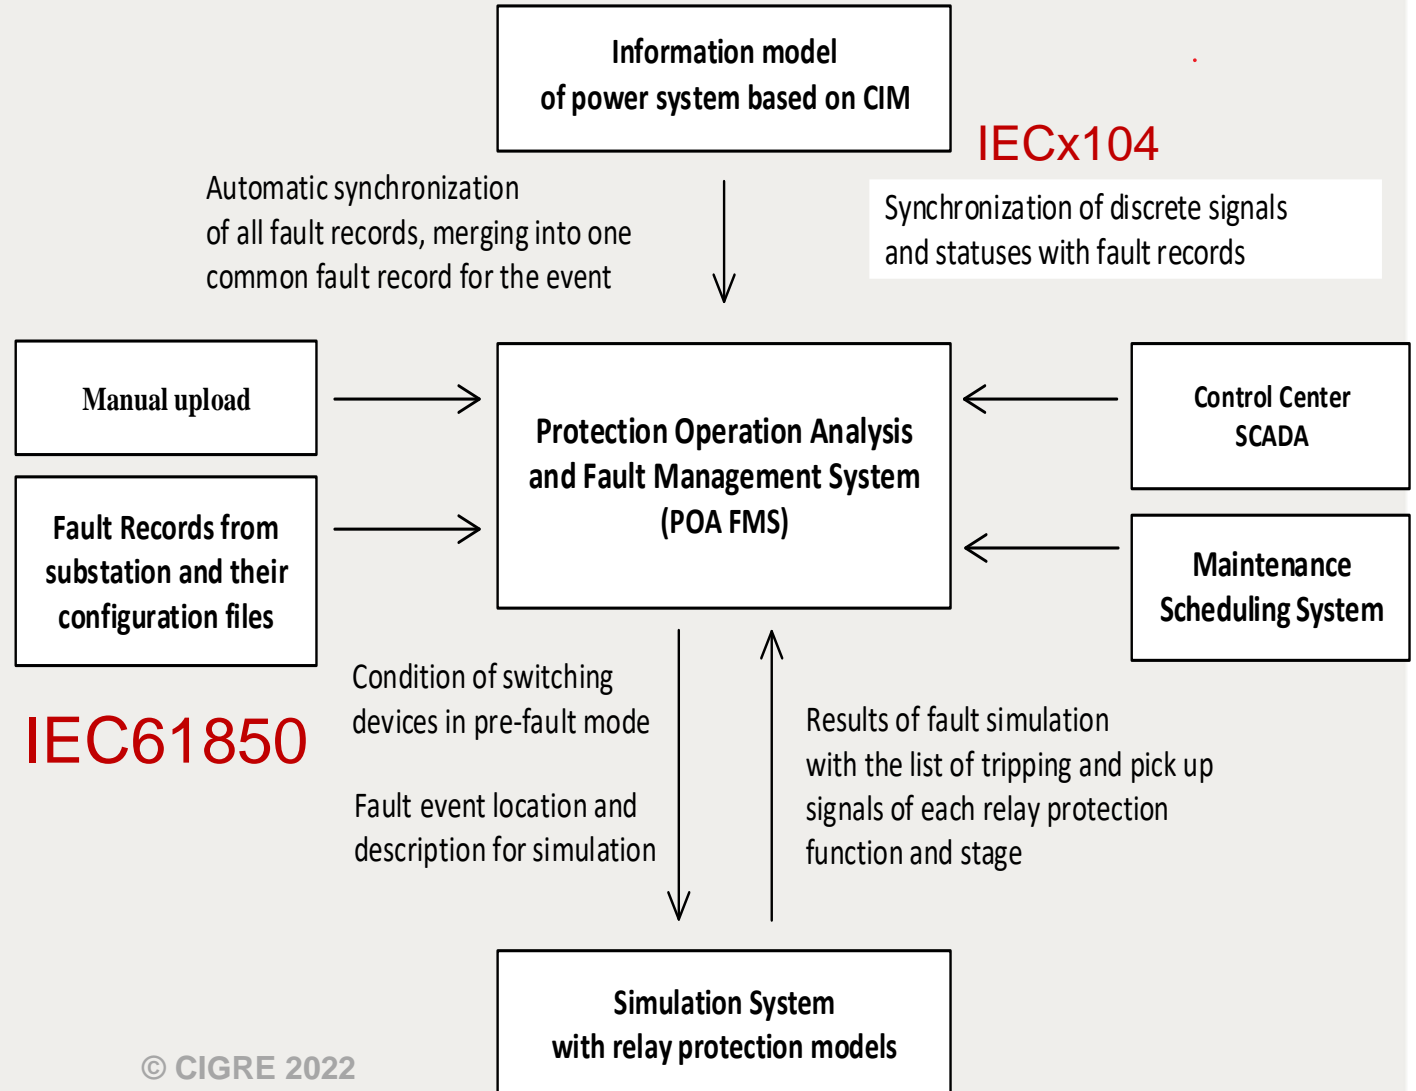 Information model
of power system based on CIM
IECx104
Automatic synchronization
of all fault records, merging into one
common fault record for the event
Synchronization of discrete signals
and statuses with fault records
Manual upload
Protection Operation Analysis
and Fault Management System
(POA FMS)
Control Center
SCADA
Fault Records from
substation and their
configuration files
Maintenance
Scheduling System
IEC61850
Condition of switching
devices in pre-fault mode
Fault event location and
description for simulation
Results of fault simulation
with the list of tripping and pick up
signals of each relay protection
function and stage
Simulation System
with relay protection models
© CIGRE 2022